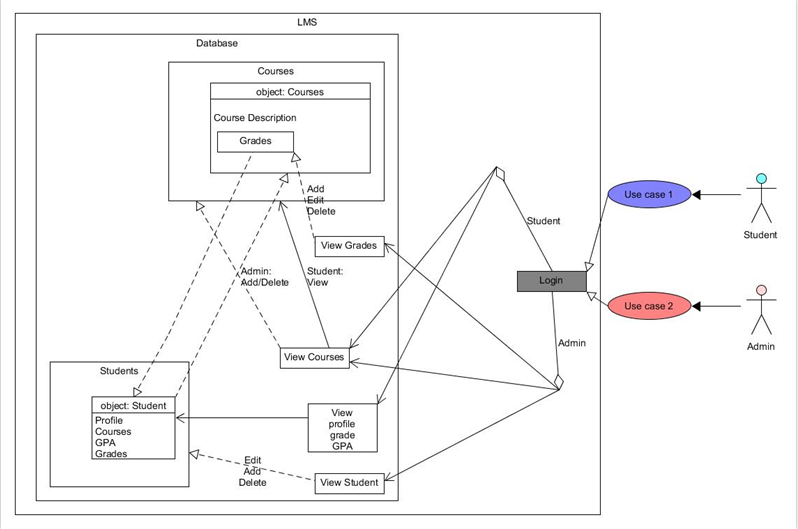 LMS
Database
Courses
object: Courses
Course Description
Grades
Add
Edit
Delete
Student
Use case 1
Student
View Grades
Admin:
Add/Delete
Student:
View
Login
Use case 2
Admin
Admin
View Courses
Students
object: Student
Profile
Courses
GPA
Grades
View
profile
grade
GPA
Edit
Add
Delete
View Student